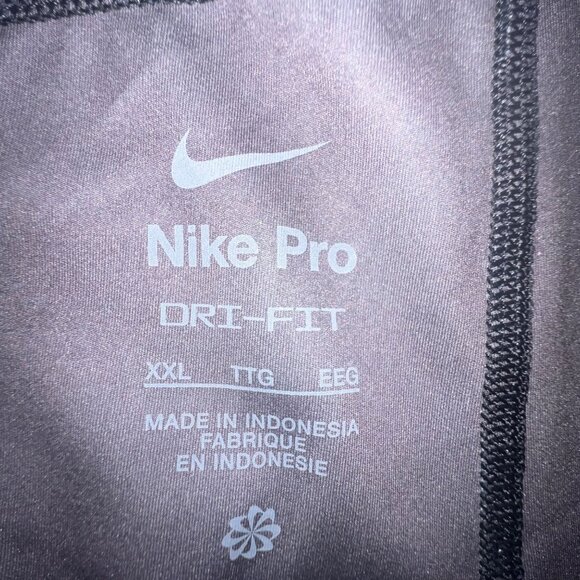 Nike Pro
DRI-FIT
XXL TTG EEG
MADE IN INDONESIA
FABRIQUE
EN INDONESIE